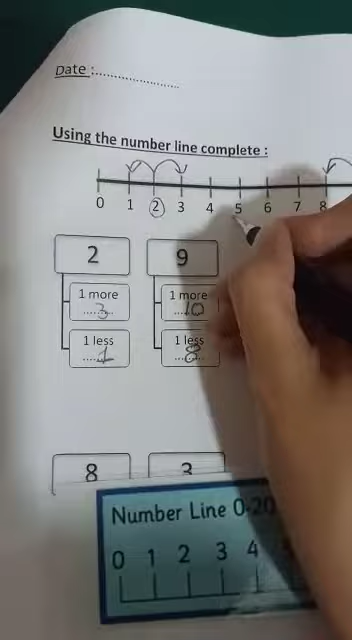 Date :....................
Using the number line complete :
0 1 2 3 4 5 6 7 8
2 9
1 more 1 more
3 10
1 less 1 less
1 8
8 3
Number Line 0-20
0 1 2 3 4